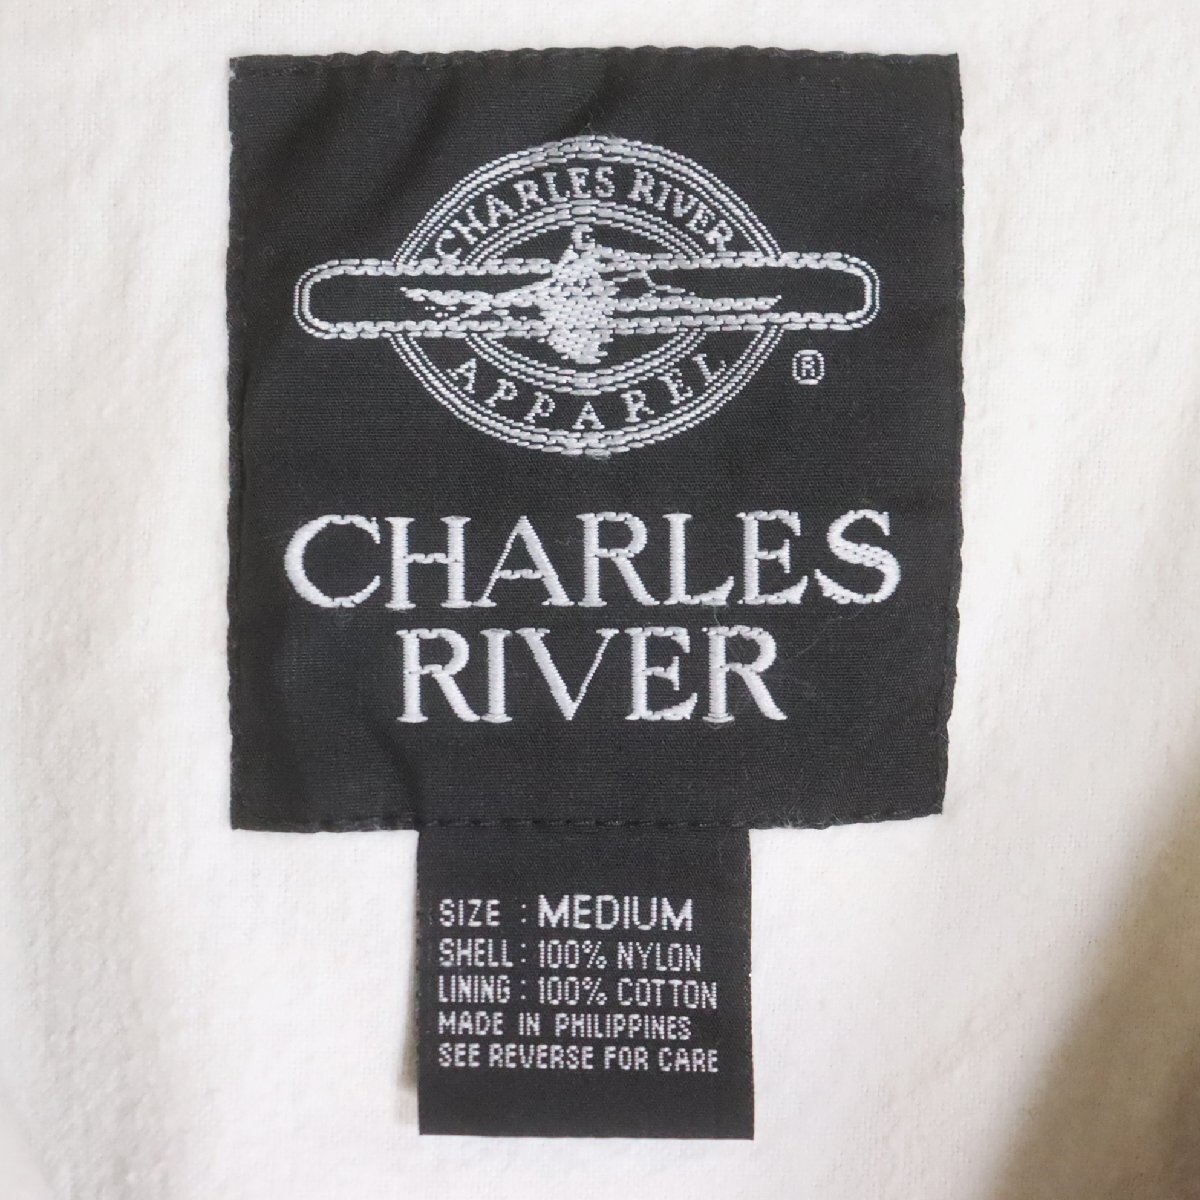 CHARLES RIVER
C
APPAREL
®
CHARLES
RIVER
SIZE : MEDIUM
SHELL : 100% NYLON
LINING : 100% COTTON
MADE IN PHILIPPINES
SEE REVERSE FOR CARE